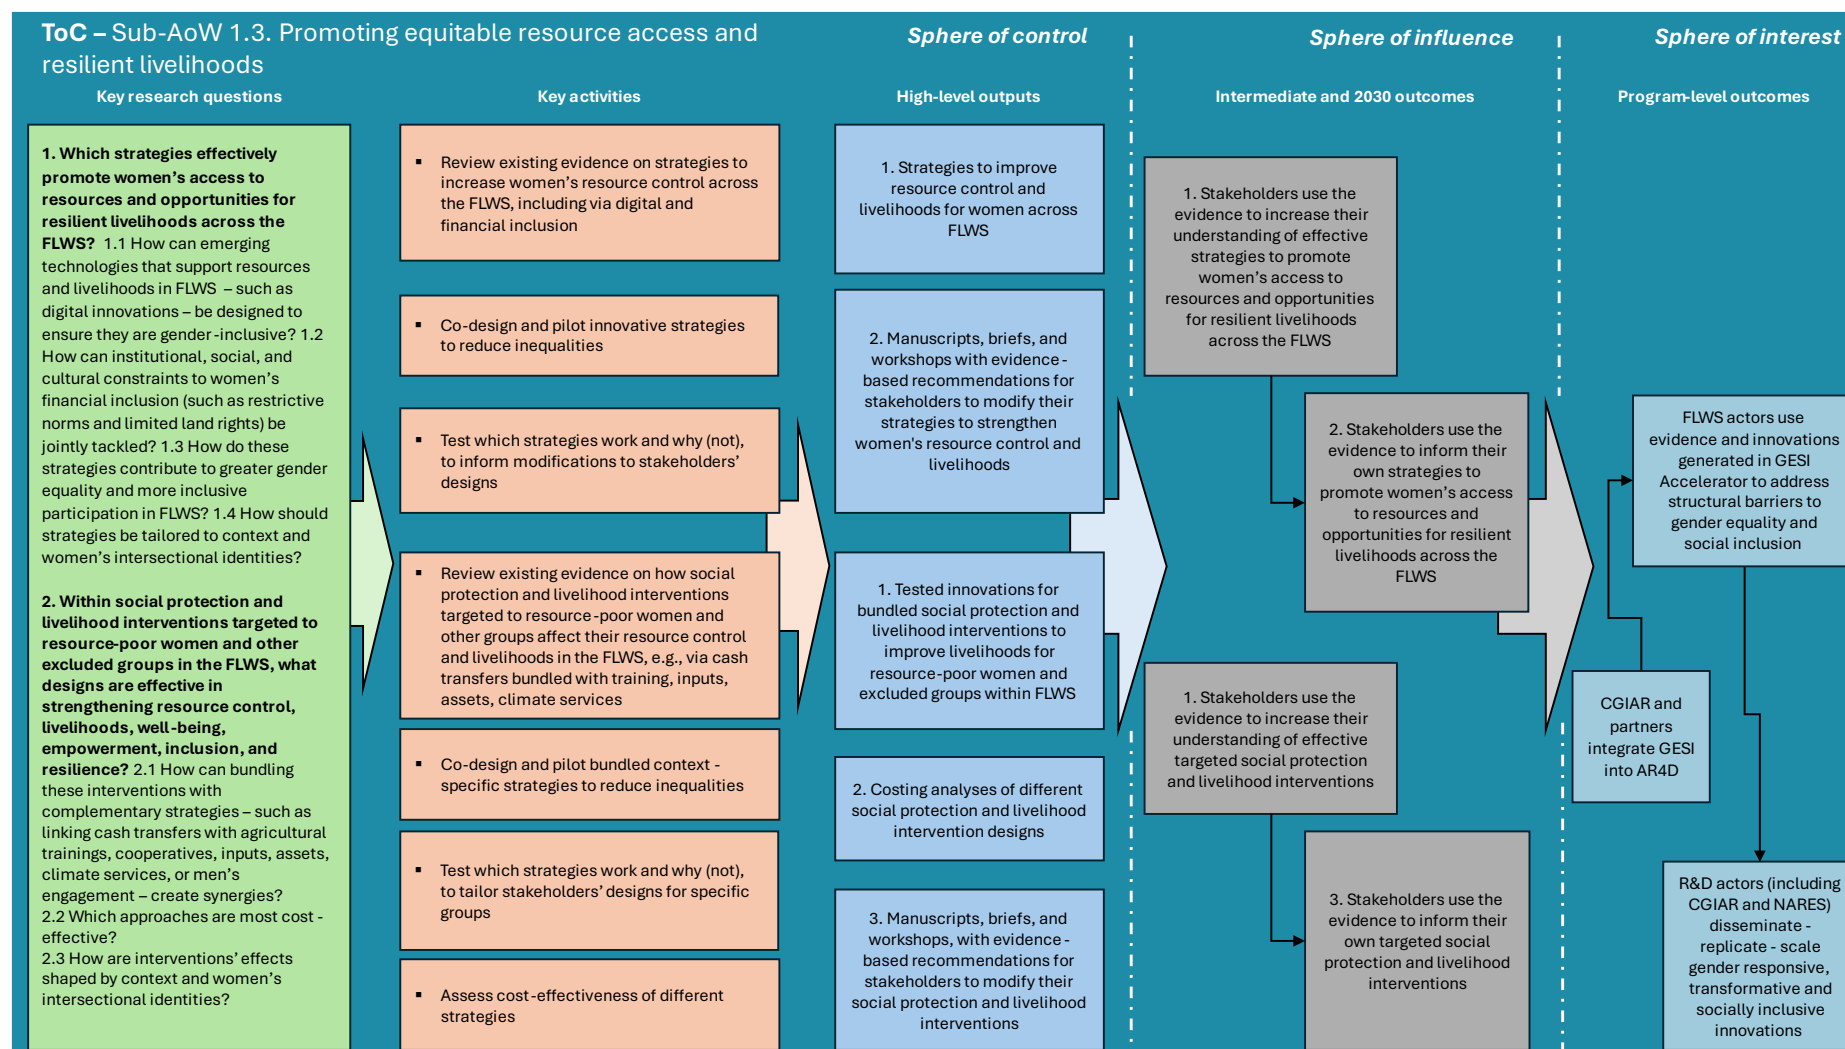 ToC – Sub-AoW 1.3. Promoting equitable resource access and
resilient livelihoods
Sphere of control
Sphere of influence
Sphere of interest
Key research questions
Key activities
High-level outputs
Intermediate and 2030 outcomes
Program-level outcomes
1. Which strategies effectively
promote women's access to
resources and opportunities for
resilient livelihoods across the
FLWS? 1.1 How can emerging
technologies that support resources
and livelihoods in FLWS – such as
digital innovations – be designed to
ensure they are gender-inclusive? 1.2
How can institutional, social, and
cultural constraints to women's
financial inclusion (such as restrictive
norms and limited land rights) be
jointly tackled? 1.3 How do these
strategies contribute to greater gender
equality and more inclusive
participation in FLWS? 1.4 How should
strategies be tailored to context and
women's intersectional identities?
2. Within social protection and
livelihood interventions targeted to
resource-poor women and other
excluded groups in the FLWS, what
designs are effective in
strengthening resource control,
livelihoods, well-being,
empowerment, inclusion, and
resilience? 2.1 How can bundling
these interventions with
complementary strategies – such as
linking cash transfers with agricultural
trainings, cooperatives, inputs, assets,
climate services, or men's
engagement – create synergies?
2.2 Which approaches are most cost-
effective?
2.3 How are interventions' effects
shaped by context and women's
intersectional identities?
▪ Review existing evidence on strategies to
increase women's resource control across
the FLWS, including via digital and
financial inclusion
▪ Co-design and pilot innovative strategies
to reduce inequalities
▪ Test which strategies work and why (not),
to inform modifications to stakeholders'
designs
▪ Review existing evidence on how social
protection and livelihood interventions
targeted to resource-poor women and
other groups affect their resource control
and livelihoods in the FLWS, e.g., via cash
transfers bundled with training, inputs,
assets, climate services
▪ Co-design and pilot bundled context-
specific strategies to reduce inequalities
▪ Test which strategies work and why (not),
to tailor stakeholders' designs for specific
groups
▪ Assess cost-effectiveness of different
strategies
1. Strategies to improve
resource control and
livelihoods for women across
FLWS
2. Manuscripts, briefs, and
workshops with evidence-
based recommendations for
stakeholders to modify their
strategies to strengthen
women's resource control and
livelihoods
1. Tested innovations for
bundled social protection and
livelihood interventions to
improve livelihoods for
resource-poor women and
excluded groups within FLWS
2. Costing analyses of different
social protection and livelihood
intervention designs
3. Manuscripts, briefs, and
workshops, with evidence-
based recommendations for
stakeholders to modify their
social protection and livelihood
interventions
1. Stakeholders use the
evidence to increase their
understanding of effective
strategies to promote
women's access to
resources and opportunities
for resilient livelihoods
across the FLWS
2. Stakeholders use the
evidence to inform their
own strategies to
promote women's access
to resources and
opportunities for resilient
livelihoods across the
FLWS
1. Stakeholders use the
evidence to increase their
understanding of effective
targeted social protection
and livelihood interventions
3. Stakeholders use the
evidence to inform their
own targeted social
protection and livelihood
interventions
FLWS actors use
evidence and innovations
generated in GESI
Accelerator to address
structural barriers to
gender equality and
social inclusion
CGIAR and
partners
integrate GESI
into AR4D
R&D actors (including
CGIAR and NARES)
disseminate -
replicate - scale
gender responsive,
transformative and
socially inclusive
innovations